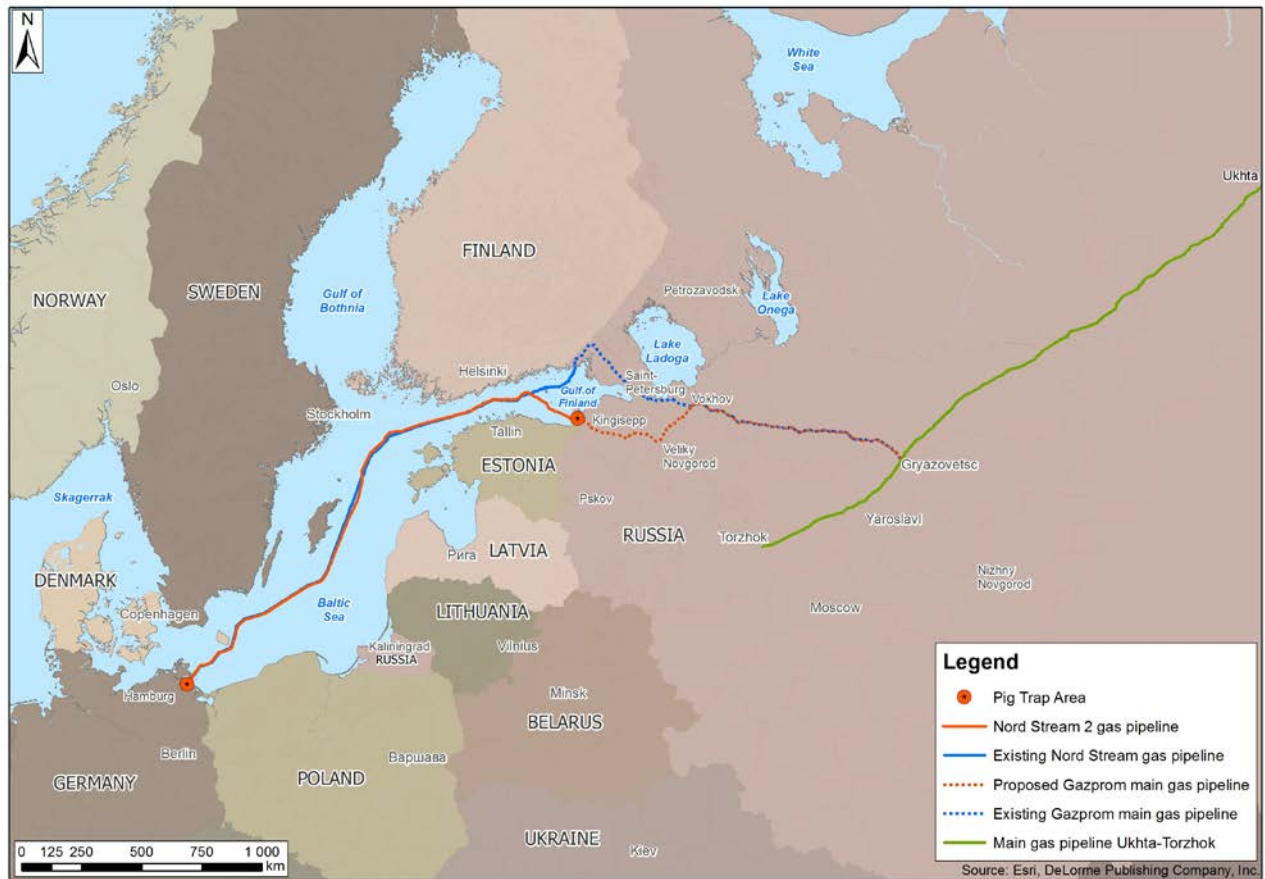 N
White
Sea
Ukhta
FINLAND
NORWAY
SWEDEN
Gulf of
Bothnia
Petrozavodsk
Lake
Onega
Lake
Ladoga
Oslo
Helsinki
Gulf of
Finland
Saint-
Petersburg
Vokhov
Stockholm
Kingisepp
Tallin
Veliky
Novgorod
Gryazovetsc
ESTONIA
Skagerrak
Pskov
Yaroslavl
RUSSIA
Torzhok
Рига
LATVIA
DENMARK
Nizhny
Novgorod
Copenhagen
Baltic
Sea
LITHUANIA
Moscow
Kaliningrad
RUSSIA
Vilnius
Hamburg
Minsk
BELARUS
Berlin
Варшава
GERMANY
POLAND
UKRAINE
Kiev
Legend
Pig Trap Area
Nord Stream 2 gas pipeline
Existing Nord Stream gas pipeline
Proposed Gazprom main gas pipeline
Existing Gazprom main gas pipeline
Main gas pipeline Ukhta-Torzhok
0 125 250 500 750 1 000
km
Source: Esri, DeLorme Publishing Company, Inc.